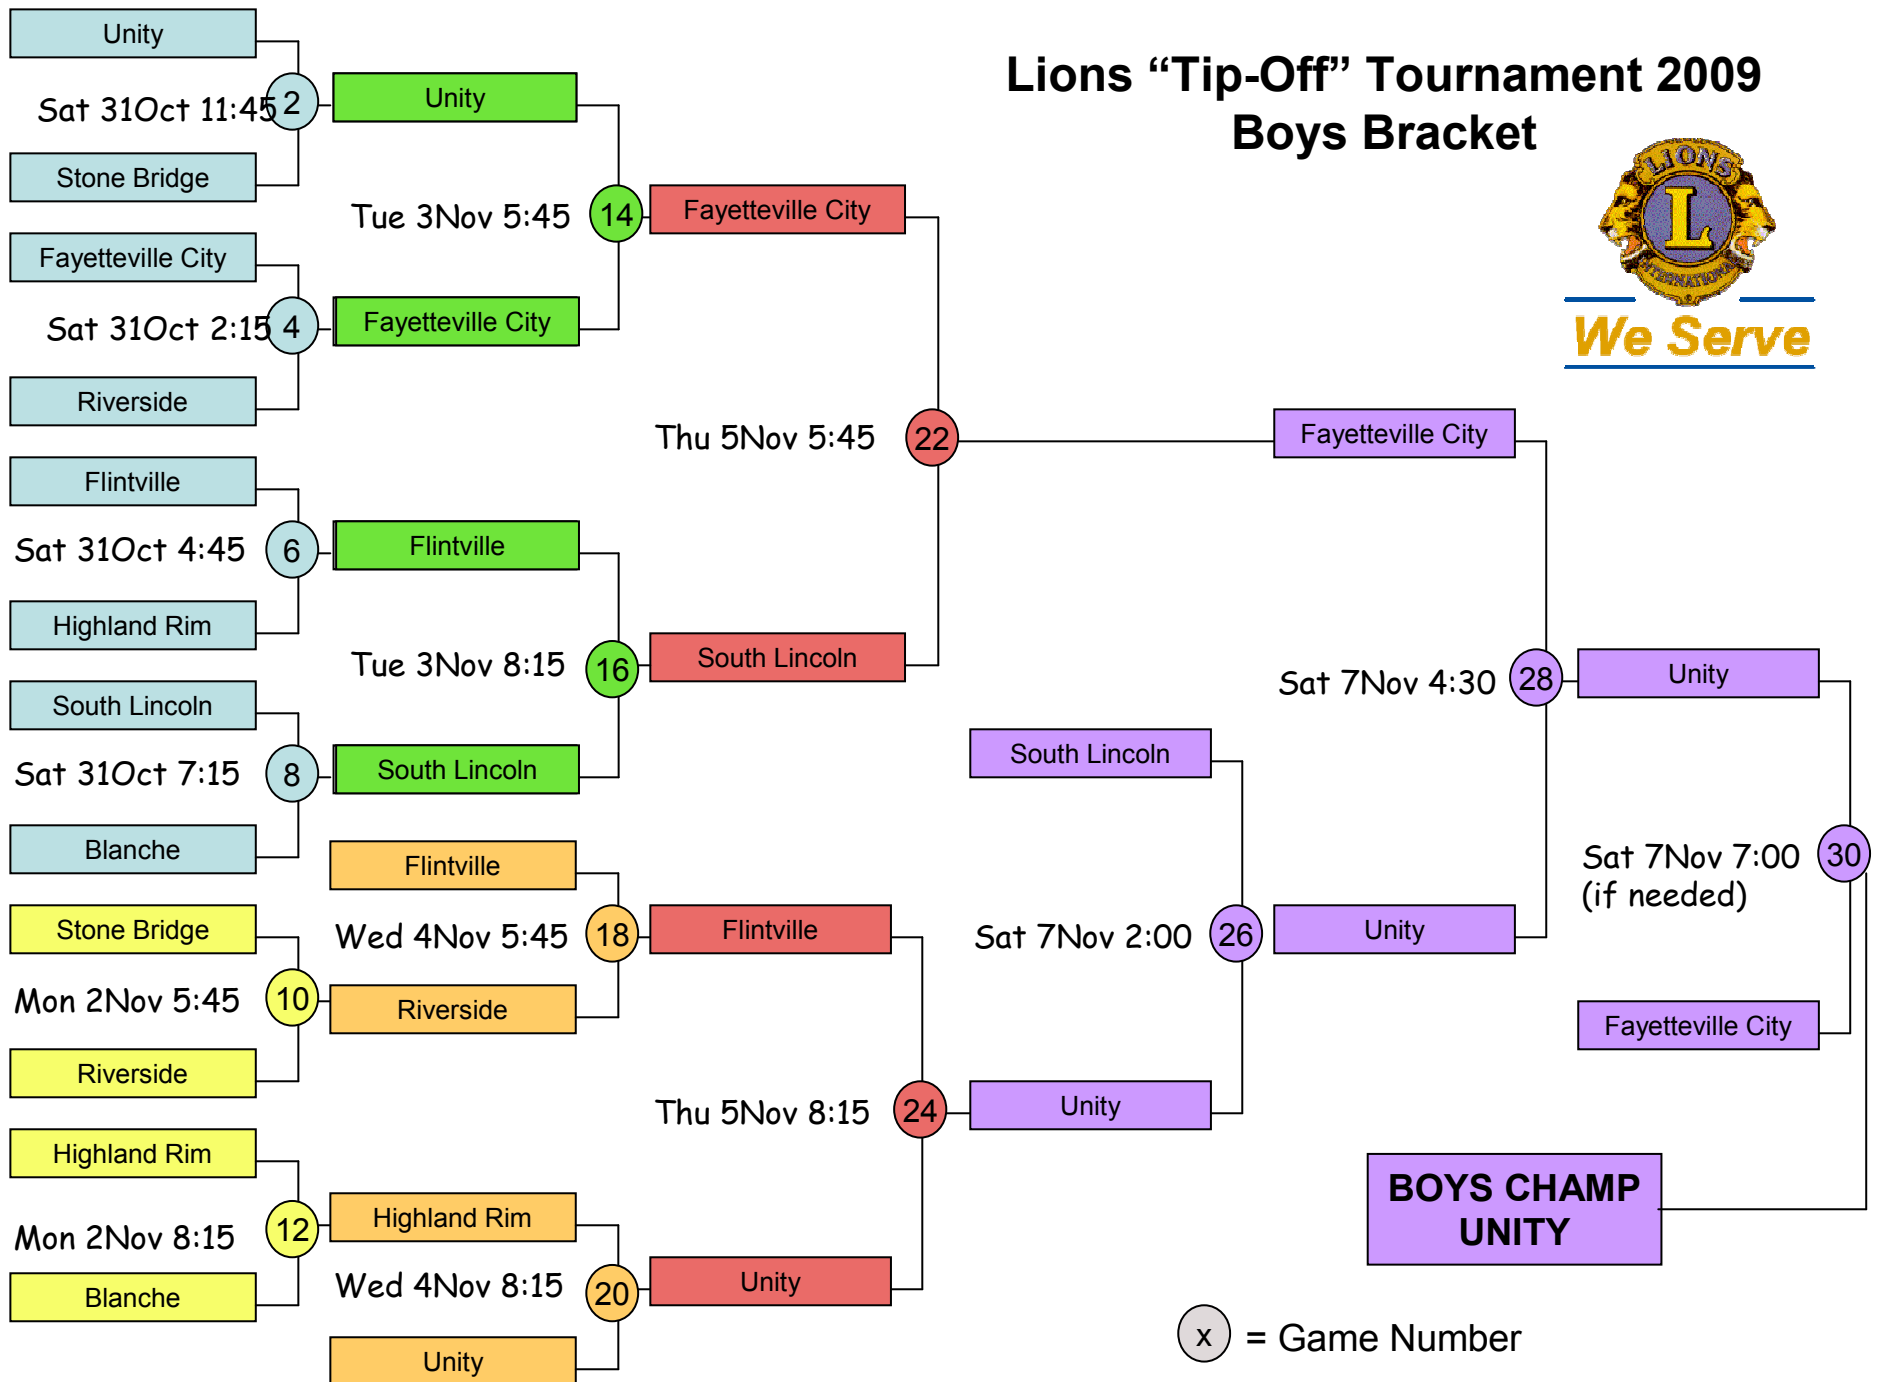 Lions “Tip-Off” Tournament 2009
Boys Bracket
LIONS
L
INTERNATIONAL
®
We Serve
Unity
Sat 31Oct 11:45
2
Stone Bridge
Fayetteville City
Sat 31Oct 2:15
4
Riverside
Flintville
Sat 31Oct 4:45
6
Highland Rim
South Lincoln
Sat 31Oct 7:15
8
Blanche
Stone Bridge
Mon 2Nov 5:45
10
Riverside
Highland Rim
Mon 2Nov 8:15
12
Blanche
Unity
Tue 3Nov 5:45
14
Fayetteville City
Flintville
Tue 3Nov 8:15
16
South Lincoln
Flintville
Wed 4Nov 5:45
18
Riverside
Highland Rim
Wed 4Nov 8:15
20
Unity
Fayetteville City
Thu 5Nov 5:45
22
South Lincoln
Flintville
Thu 5Nov 8:15
24
Unity
South Lincoln
Sat 7Nov 2:00
26
Unity
Fayetteville City
Sat 7Nov 4:30
28
Unity
Unity
Sat 7Nov 7:00
(if needed)
30
Fayetteville City
BOYS CHAMP
UNITY
x = Game Number